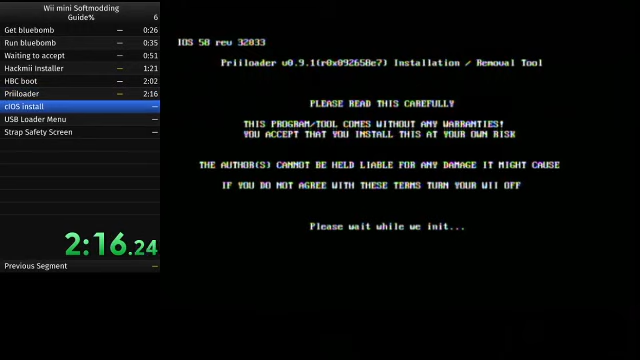 Wii mini Softmodding
Guide% 6
Get bluebomb — 0:26
Run bluebomb — 0:35
Waiting to accept — 0:51
Hackmii Installer — 1:21
HBC boot — 2:02
Priiloader — 2:16
cIOS install —
USB Loader Menu —
Strap Safety Screen —
2:16.24
Previous Segment —
IOS 58 rev 32033
Priiloader v0.9.1(r0x092658e7) Installation / Removal Tool
PLEASE READ THIS CAREFULLY
THIS PROGRAM/TOOL COMES WITHOUT ANY WARRANTIES!
YOU ACCEPT THAT YOU INSTALL THIS AT YOUR OWN RISK
THE AUTHOR(S) CANNOT BE HELD LIABLE FOR ANY DAMAGE IT MIGHT CAUSE
IF YOU DO NOT AGREE WITH THESE TERMS TURN YOUR WII OFF
Please wait while we init...